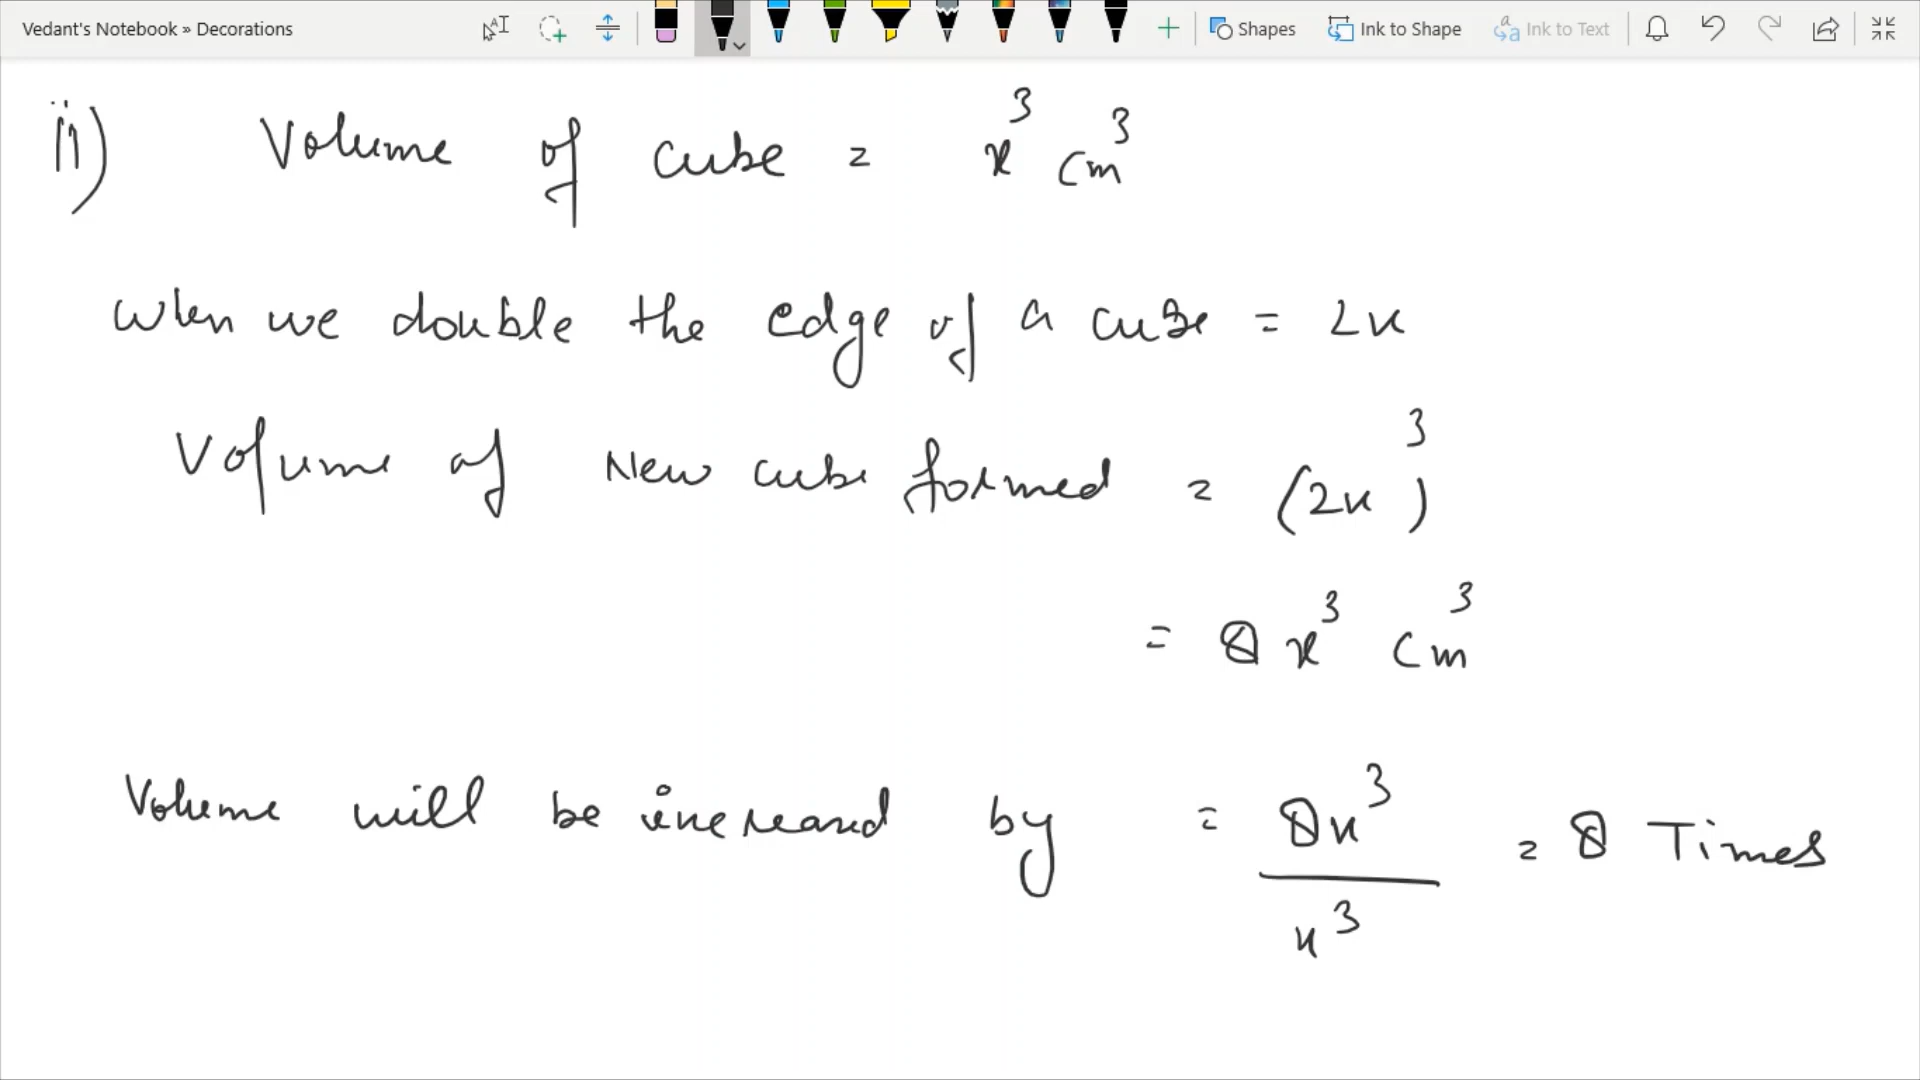 Vedant's Notebook » Decorations
Shapes Ink to Shape Ink to Text
ii) Volume of cube = x³ cm³
when we double the edge of a cube = 2x
Volume of New cube formed = (2x)³
= 8x³ cm³
Volume will be increased by = 8x³ / x³ = 8 Times